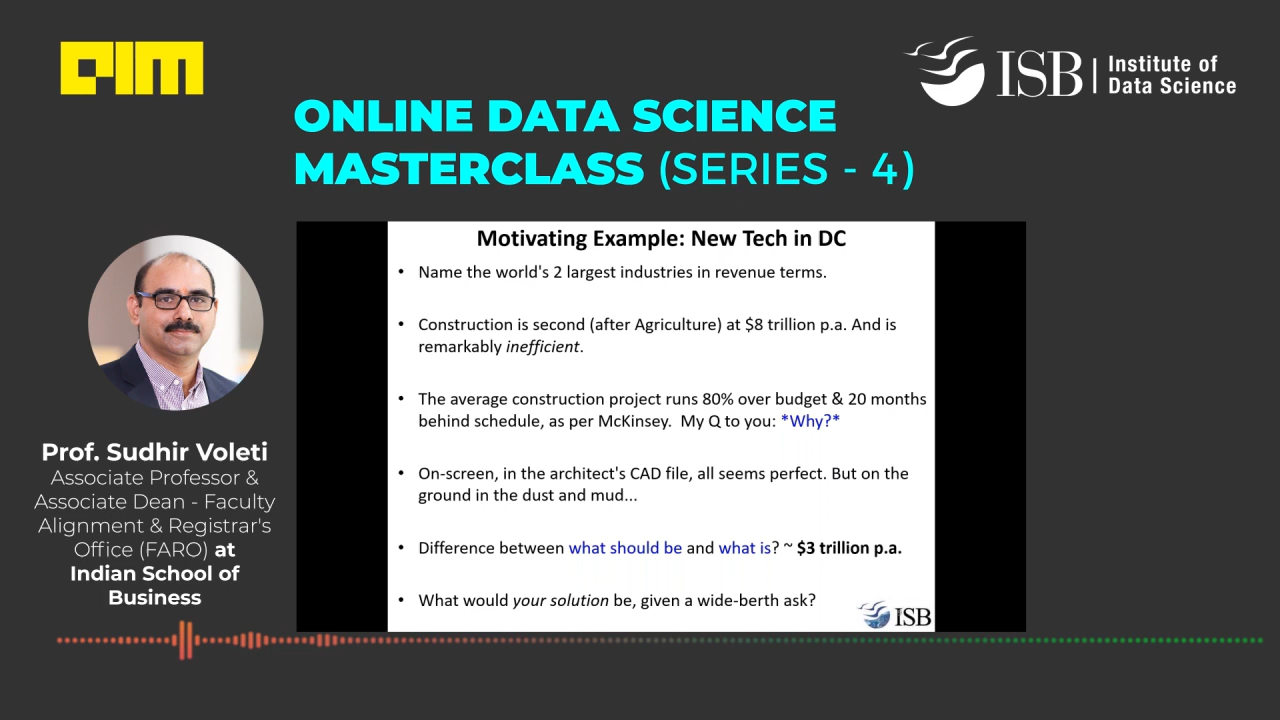 AIM
ISB | Institute of
Data Science
ONLINE DATA SCIENCE
MASTERCLASS (SERIES - 4)
Motivating Example: New Tech in DC
• Name the world's 2 largest industries in revenue terms.
• Construction is second (after Agriculture) at $8 trillion p.a. And is
remarkably inefficient.
• The average construction project runs 80% over budget & 20 months
behind schedule, as per McKinsey. My Q to you: *Why?*
• On-screen, in the architect's CAD file, all seems perfect. But on the
ground in the dust and mud...
• Difference between what should be and what is? ~ $3 trillion p.a.
• What would your solution be, given a wide-berth ask?
ISB
Prof. Sudhir Voleti
Associate Professor &
Associate Dean - Faculty
Alignment & Registrar's
Office (FARO) at
Indian School of
Business